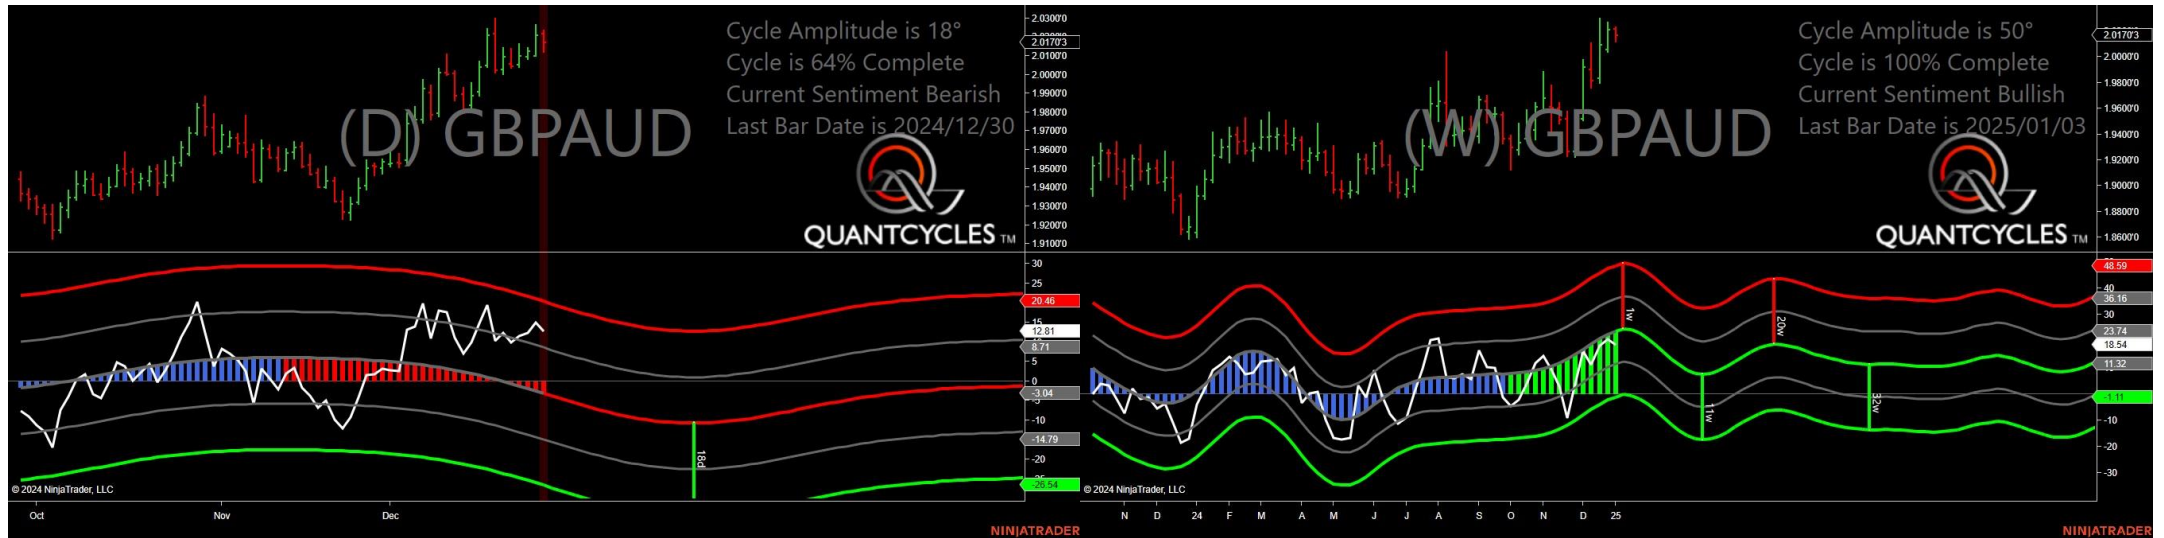 Cycle Amplitude is 18°
Cycle is 64% Complete
Current Sentiment Bearish
Last Bar Date is 2024/12/30
(D) GBPAUD
QUANTCYCLES TM
2.0300'0
2.0170'3
2.0100'0
2.0000'0
1.9900'0
1.9800'0
1.9700'0
1.9600'0
1.9500'0
1.9400'0
1.9300'0
1.9200'0
1.9100'0
30
25
20.46
15
12.81
8.71
5
0
-3.04
-10
-14.79
-20
-26.54
18d
© 2024 NinjaTrader, LLC
Oct Nov Dec
NINJATRADER
Cycle Amplitude is 50°
Cycle is 100% Complete
Current Sentiment Bullish
Last Bar Date is 2025/01/03
(W) GBPAUD
QUANTCYCLES TM
2.0170'3
2.0000'0
1.9800'0
1.9600'0
1.9400'0
1.9200'0
1.9000'0
1.8800'0
1.8600'0
48.59
40
36.16
30
23.74
18.54
11.32
-1.11
-10
-20
-30
1w
11w
20w
32w
© 2024 NinjaTrader, LLC
N D 24 F M A M J J A S O N D 25
NINJATRADER